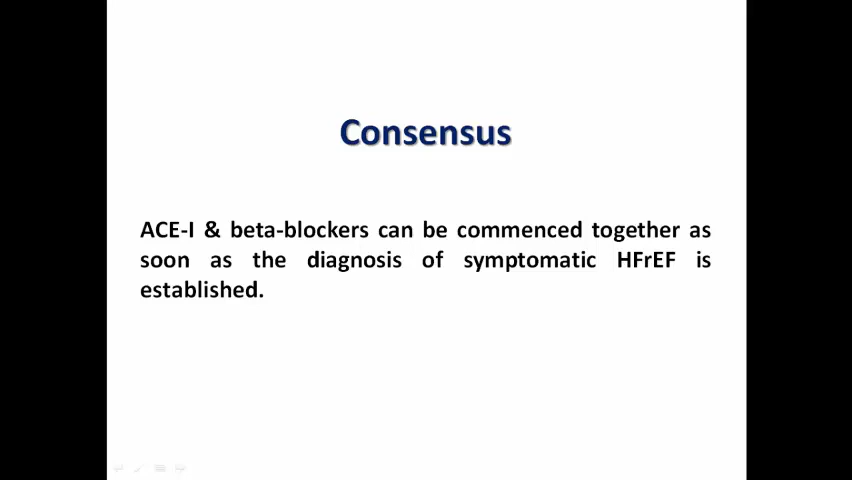 Consensus
ACE-I & beta-blockers can be commenced together as
soon as the diagnosis of symptomatic HFrEF is
established.